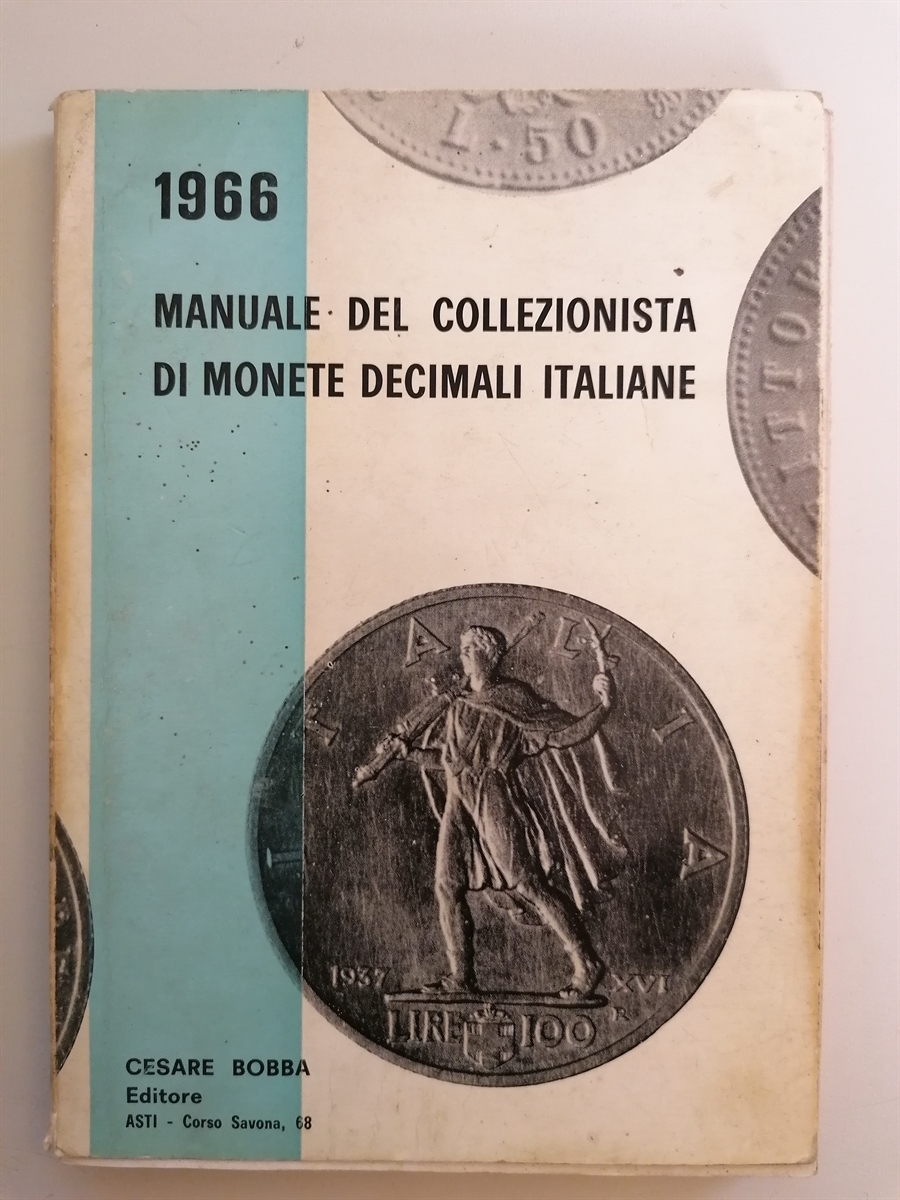 L. 50
1966
MANUALE DEL COLLEZIONISTA
DI MONETE DECIMALI ITALIANE
ITTOR
ITALIA
1937 XVI
R
LIRE 100
CESARE BOBBA
Editore
ASTI - Corso Savona, 68